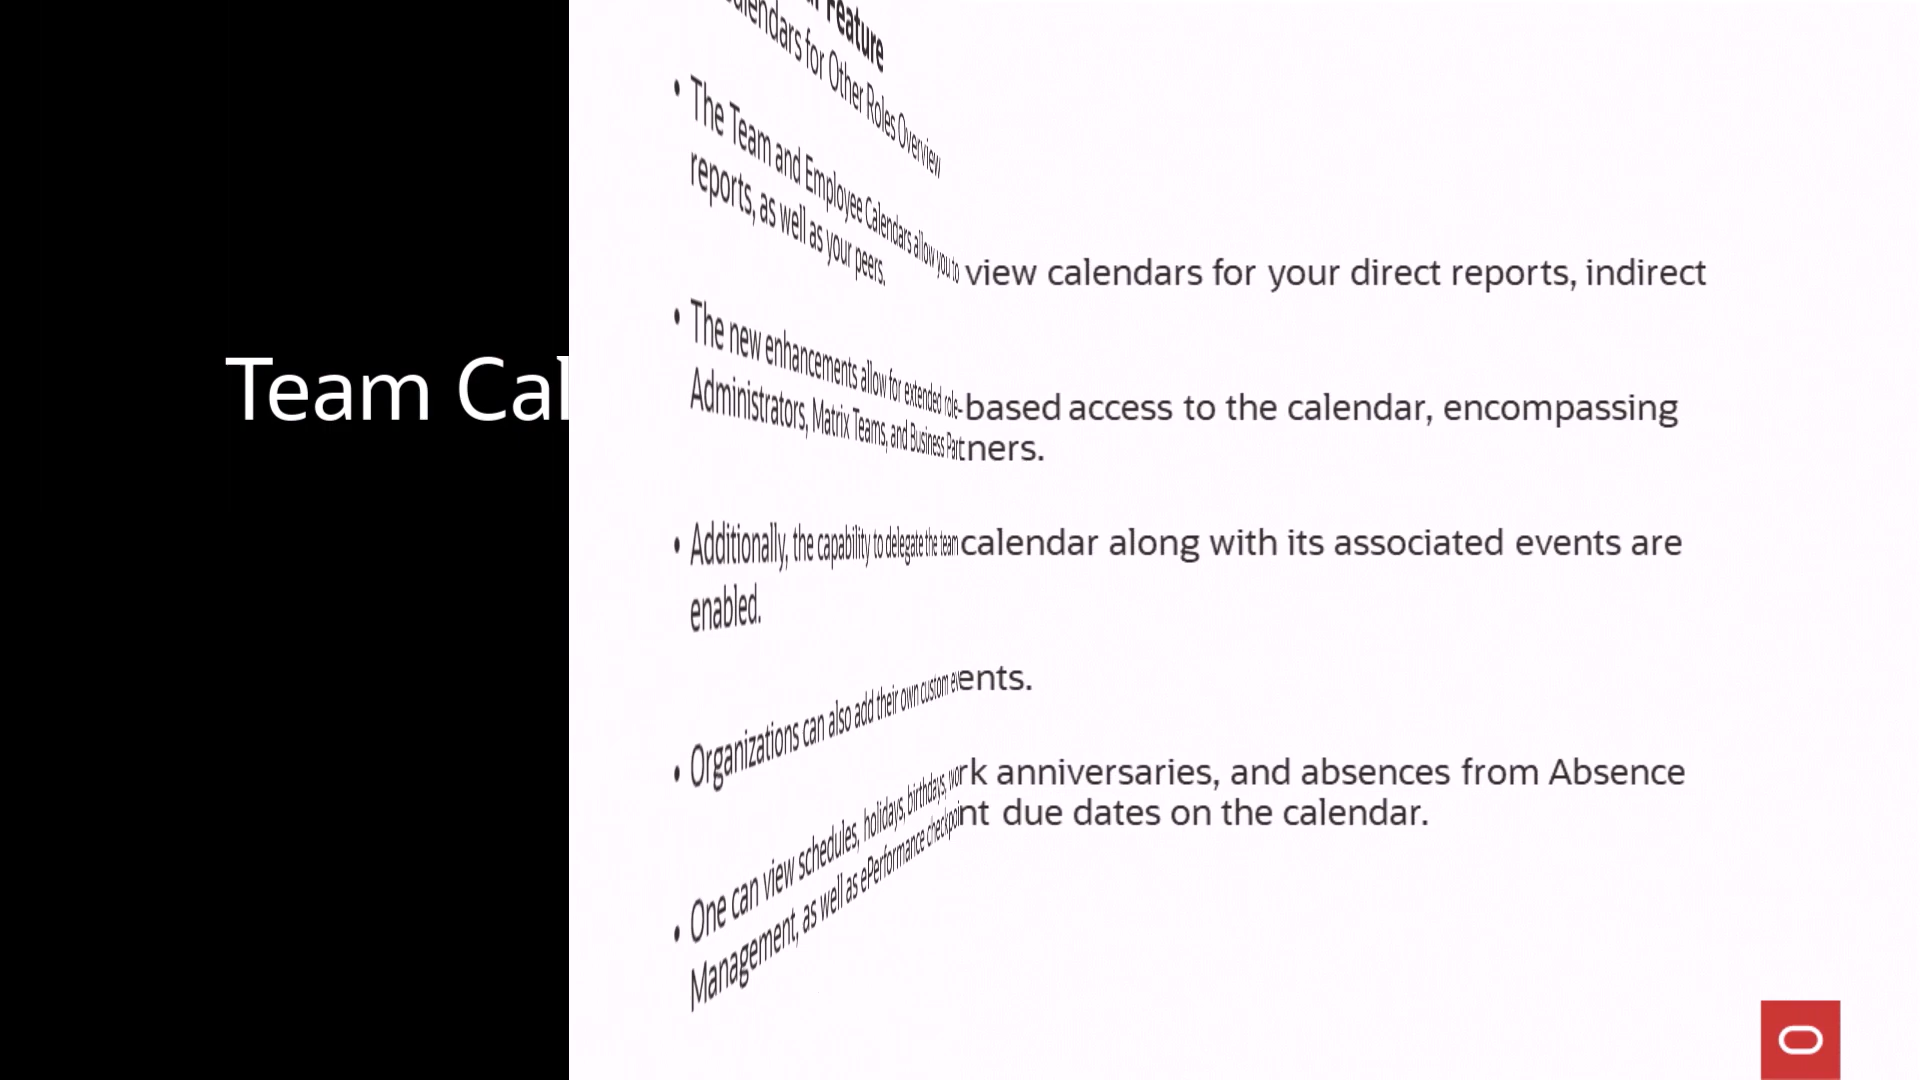 Feature
Calendars for Other Roles Overview
• The Team and Employee Calendars allow you to view calendars for your direct reports, indirect
reports, as well as your peers.
• The new enhancements allow for extended role-based access to the calendar, encompassing
Administrators, Matrix Teams, and Business Partners.
• Additionally, the capability to delegate the team calendar along with its associated events are
enabled.
• Organizations can also add their own custom events.
• One can view schedules, holidays, birthdays, work anniversaries, and absences from Absence
Management, as well as ePerformance checkpoint due dates on the calendar.
Team Cal